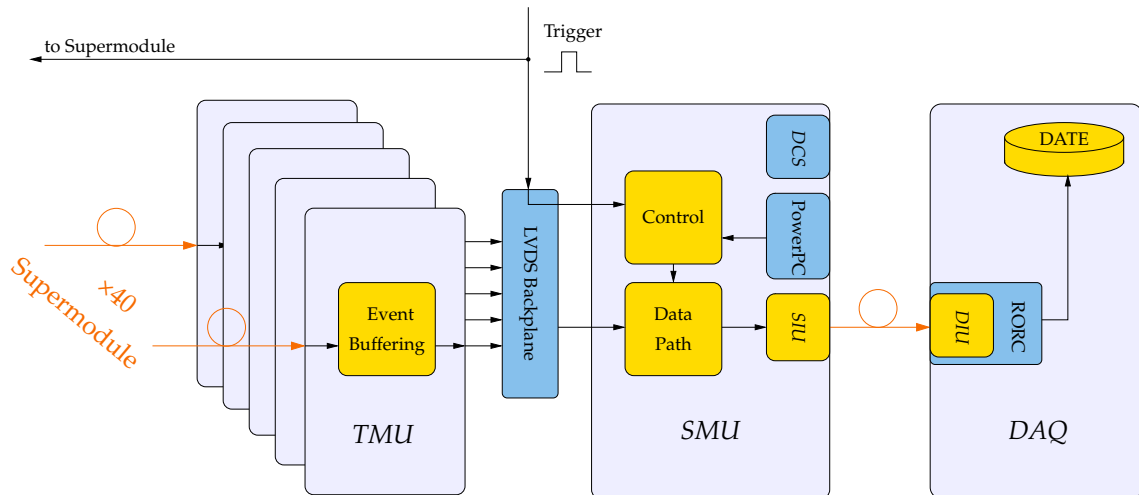 Trigger
to Supermodule
DCS
PowerPC
Control
LVDS Backplane
×40
Supermodule
Event
Buffering
Data
Path
SIU
DIU
RORC
DATE
TMU
SMU
DAQ